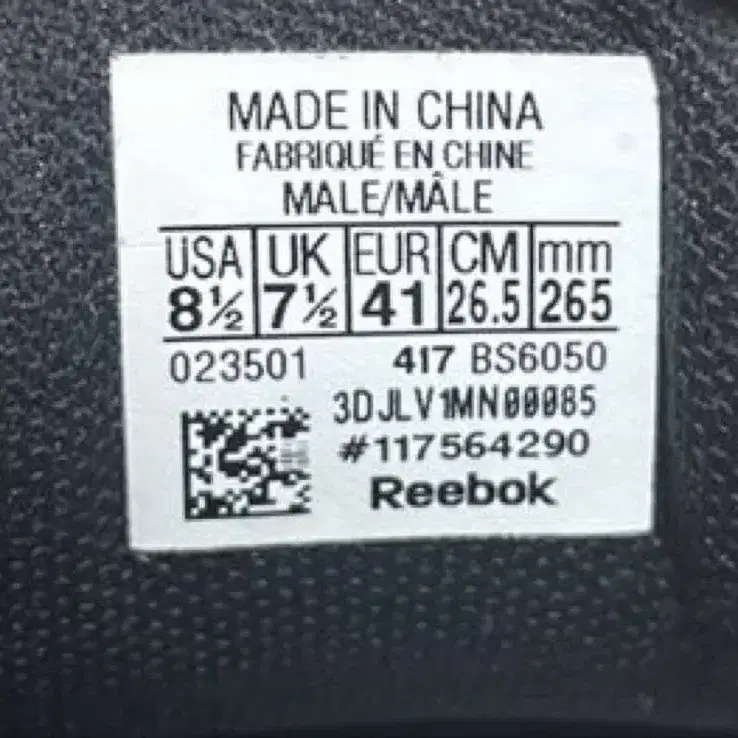 MADE IN CHINA
FABRIQUÉ EN CHINE
MALE/MÂLE
USA UK EUR CM mm
8½ 7½ 41 26.5 265
023501 417 BS6050
3DJLV1MN00085
#117564290
Reebok